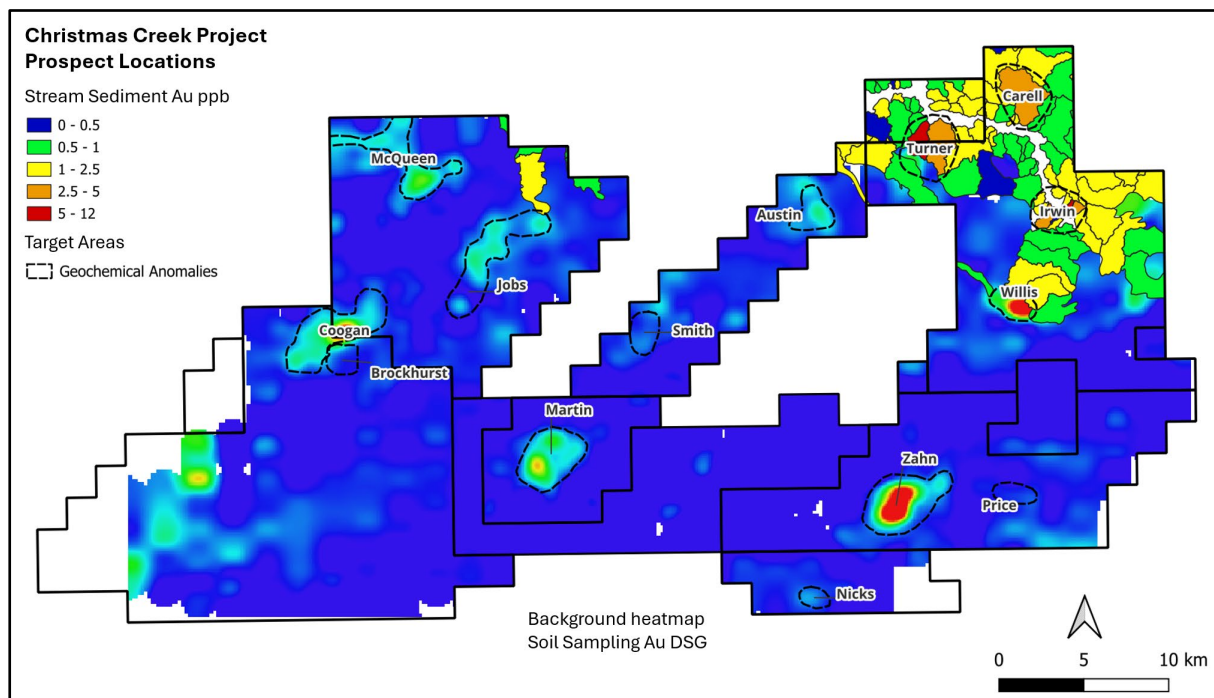 Christmas Creek Project
Prospect Locations
Stream Sediment Au ppb
0 - 0.5
0.5 - 1
1 - 2.5
2.5 - 5
5 - 12
Target Areas
Geochemical Anomalies
Carell
Turner
McQueen
Irwin
Austin
Jobs
Willis
Coogan
Smith
Brockhurst
Martin
Zahn
Price
Nicks
Background heatmap
Soil Sampling Au DSG
0 5 10 km